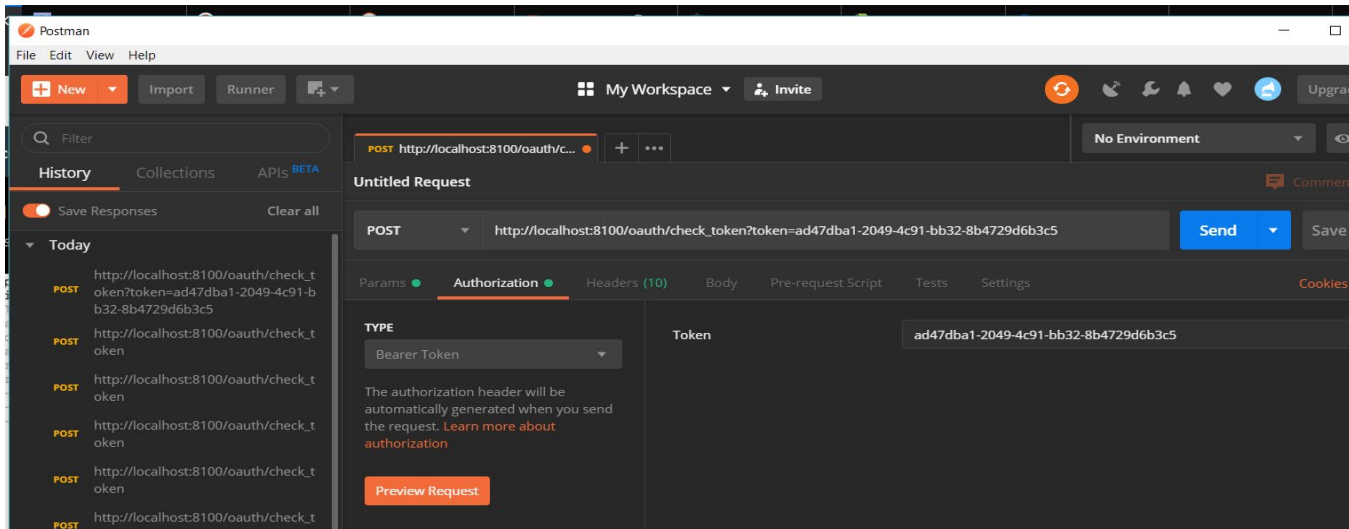 Postman
File Edit View Help
New Import Runner My Workspace Invite
Filter
POST http://localhost:8100/oauth/c... No Environment
History Collections APIs BETA
Untitled Request
Save Responses Clear all
POST http://localhost:8100/oauth/check_token?token=ad47dba1-2049-4c91-bb32-8b4729d6b3c5 Send Save
Today
POST http://localhost:8100/oauth/check_t
oken?token=ad47dba1-2049-4c91-b
b32-8b4729d6b3c5
POST http://localhost:8100/oauth/check_t
oken
POST http://localhost:8100/oauth/check_t
oken
POST http://localhost:8100/oauth/check_t
oken
POST http://localhost:8100/oauth/check_t
oken
POST http://localhost:8100/oauth/check_t
Params Authorization Headers (10) Body Pre-request Script Tests Settings Cookies
TYPE
Bearer Token
The authorization header will be
automatically generated when you send
the request. Learn more about
authorization
Preview Request
Token ad47dba1-2049-4c91-bb32-8b4729d6b3c5